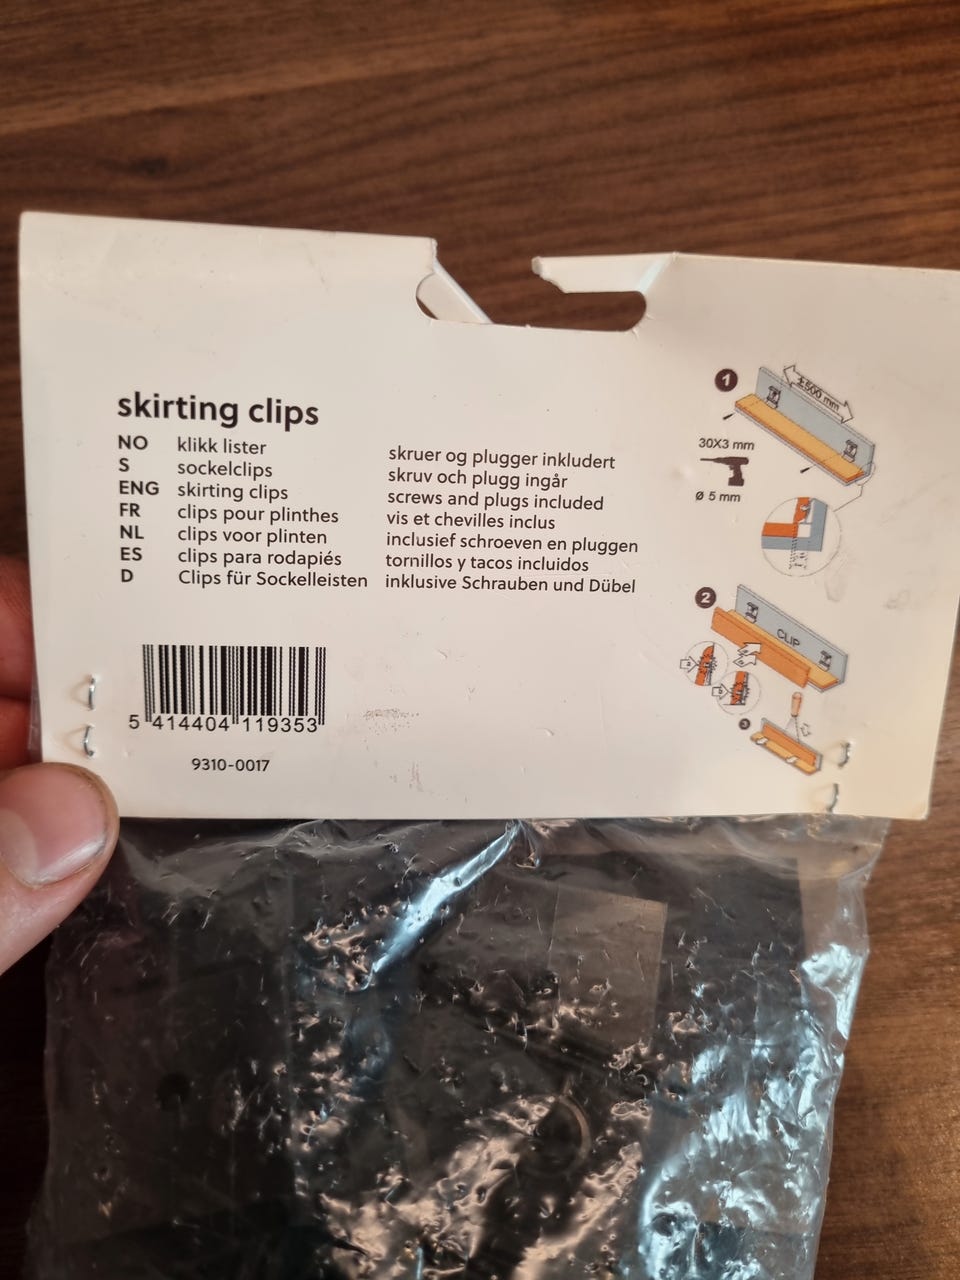 skirting clips
NO klikk lister skruer og plugger inkludert
S sockelclips skruv och plugg ingår
ENG skirting clips screws and plugs included
FR clips pour plinthes vis et chevilles inclus
NL clips voor plinten inclusief schroeven en pluggen
ES clips para rodapiés tornillos y tacos incluidos
D Clips für Sockelleisten inklusive Schrauben und Dübel
5 414404 119353
9310-0017
1
±500 mm
30X3 mm
Ø 5 mm
2
CLIP
3